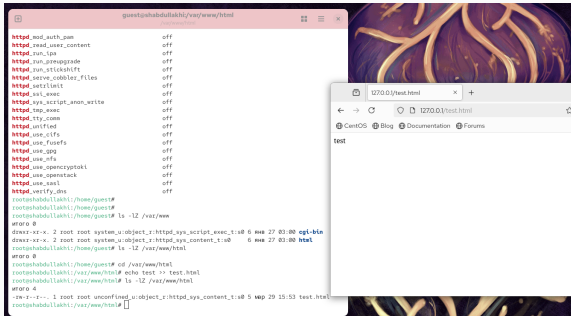 guest@shabdullakhi:/var/www/html
/var/www/html
httpd_mod_auth_pam off
httpd_read_user_content off
httpd_run_ipa off
httpd_run_preupgrade off
httpd_run_stickshift off
httpd_serve_cobbler_files off
httpd_setrlimit off
httpd_ssi_exec off
httpd_sys_script_anon_write off
httpd_tmp_exec off
httpd_tty_comm off
httpd_unified off
httpd_use_cifs off
httpd_use_fusefs off
httpd_use_gpg off
httpd_use_nfs off
httpd_use_opencryptoki off
httpd_use_openstack off
httpd_use_sasl off
httpd_verify_dns off
root@shabdullakhi:/home/guest#
root@shabdullakhi:/home/guest#
root@shabdullakhi:/home/guest# ls -lZ /var/www
итого 0
drwxr-xr-x. 2 root root system_u:object_r:httpd_sys_script_exec_t:s0 6 янв 27 03:00 cgi-bin
drwxr-xr-x. 2 root root system_u:object_r:httpd_sys_content_t:s0 6 янв 27 03:00 html
root@shabdullakhi:/home/guest# ls -lZ /var/www/html
итого 0
root@shabdullakhi:/home/guest# cd /var/www/html
root@shabdullakhi:/var/www/html# echo test >> test.html
root@shabdullakhi:/var/www/html# ls -lZ /var/www/html
итого 4
-rw-r--r--. 1 root root unconfined_u:object_r:httpd_sys_content_t:s0 5 мар 29 15:53 test.html
root@shabdullakhi:/var/www/html#
127.0.0.1/test.html
127.0.0.1/test.html
CentOS Blog Documentation Forums
test